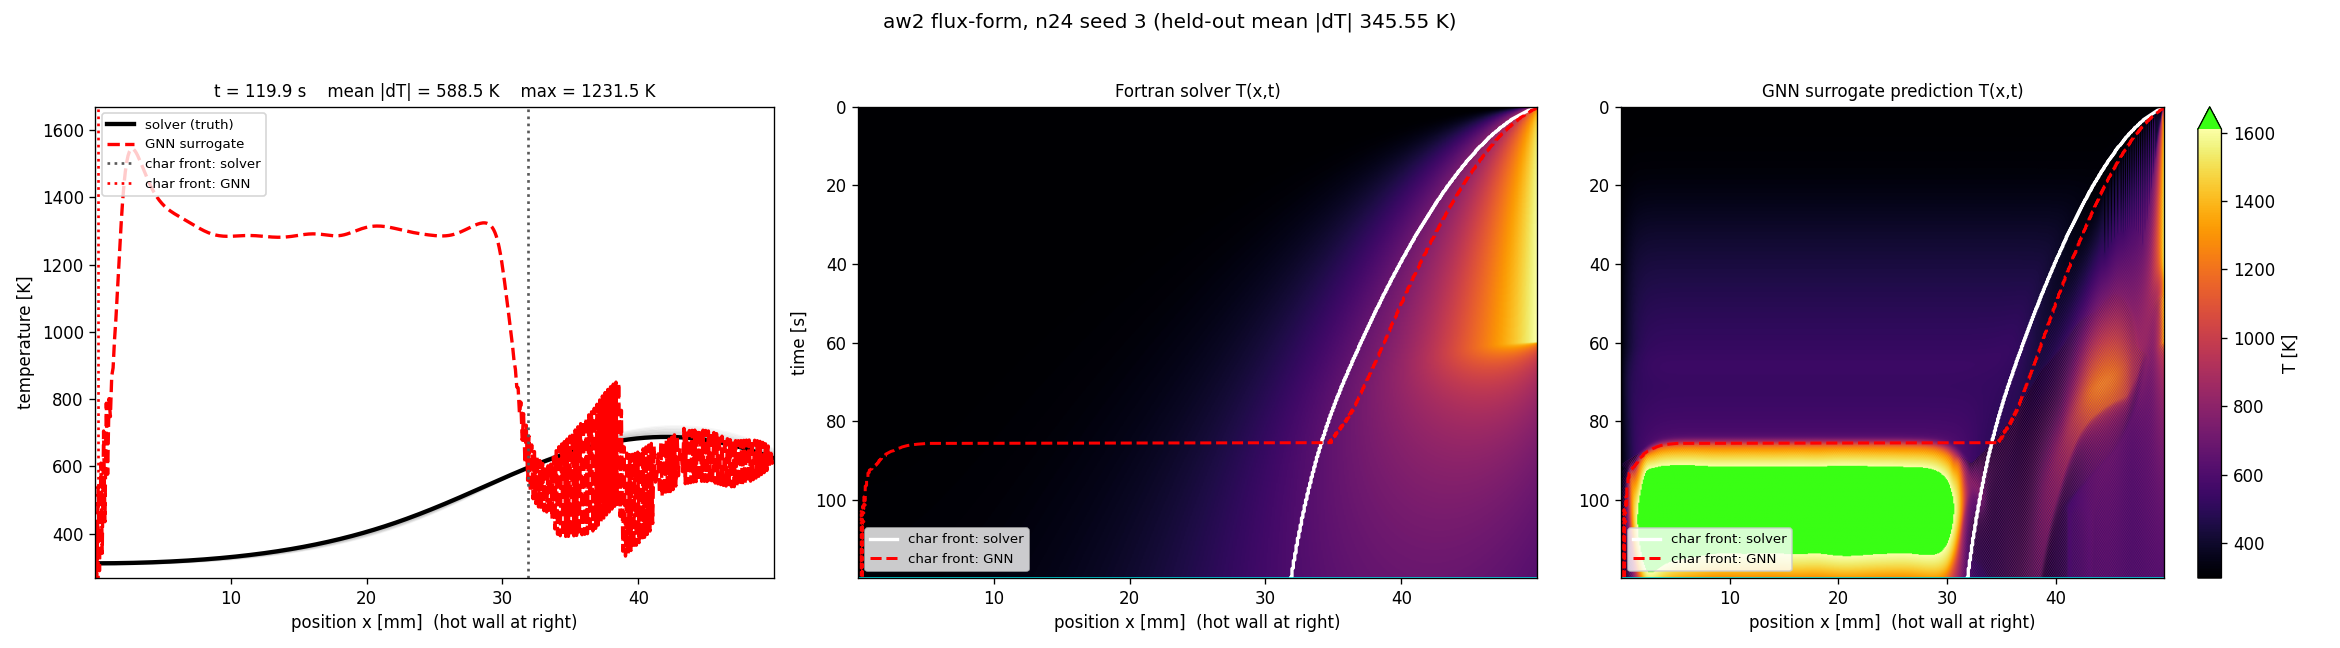 aw2 flux-form, n24 seed 3 (held-out mean |dT| 345.55 K)
t = 119.9 s    mean |dT| = 588.5 K    max = 1231.5 K
1600
1400
1200
1000
800
600
400
temperature [K]
solver (truth)
GNN surrogate
char front: solver
char front: GNN
10
20
30
40
position x [mm]  (hot wall at right)
Fortran solver T(x,t)
0
20
40
60
80
100
time [s]
char front: solver
char front: GNN
10
20
30
40
position x [mm]  (hot wall at right)
GNN surrogate prediction T(x,t)
0
20
40
60
80
100
char front: solver
char front: GNN
10
20
30
40
position x [mm]  (hot wall at right)
1600
1400
1200
1000
800
600
400
T [K]